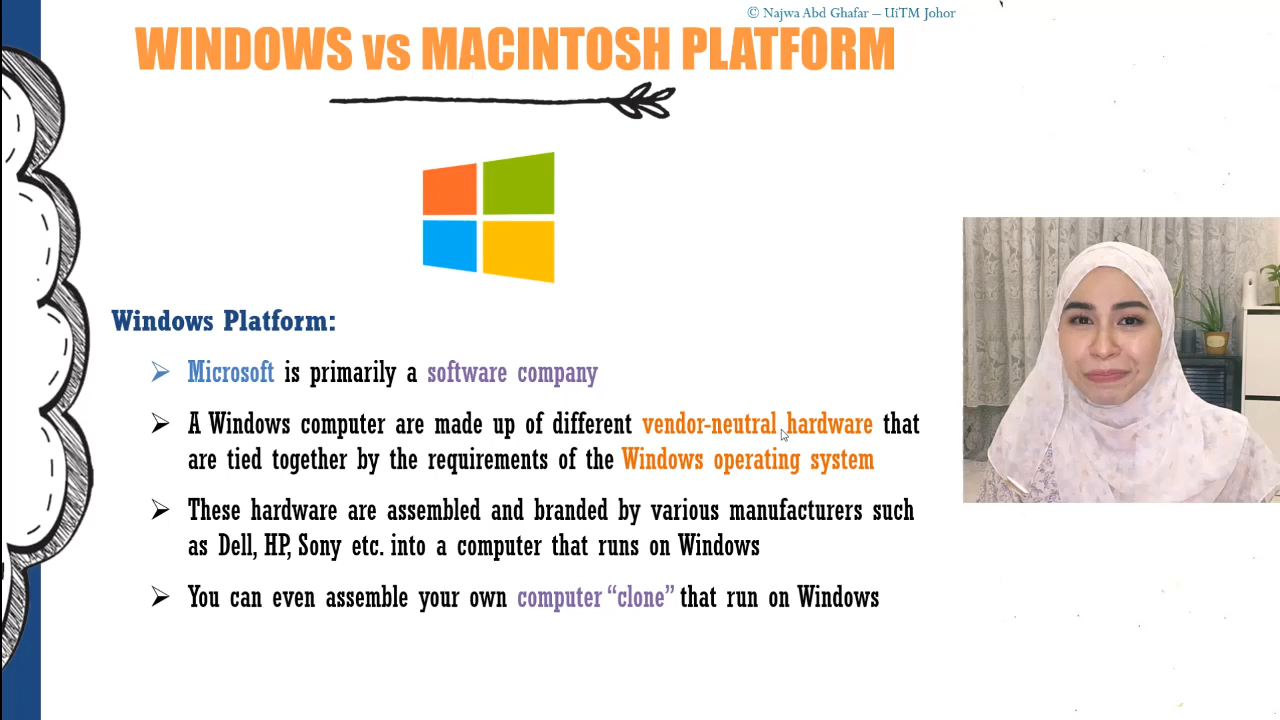 © Najwa Abd Ghafar – UiTM Johor
WINDOWS vs MACINTOSH PLATFORM
Windows Platform:
Microsoft is primarily a software company
A Windows computer are made up of different vendor-neutral hardware that
are tied together by the requirements of the Windows operating system
These hardware are assembled and branded by various manufacturers such
as Dell, HP, Sony etc. into a computer that runs on Windows
You can even assemble your own computer “clone” that run on Windows